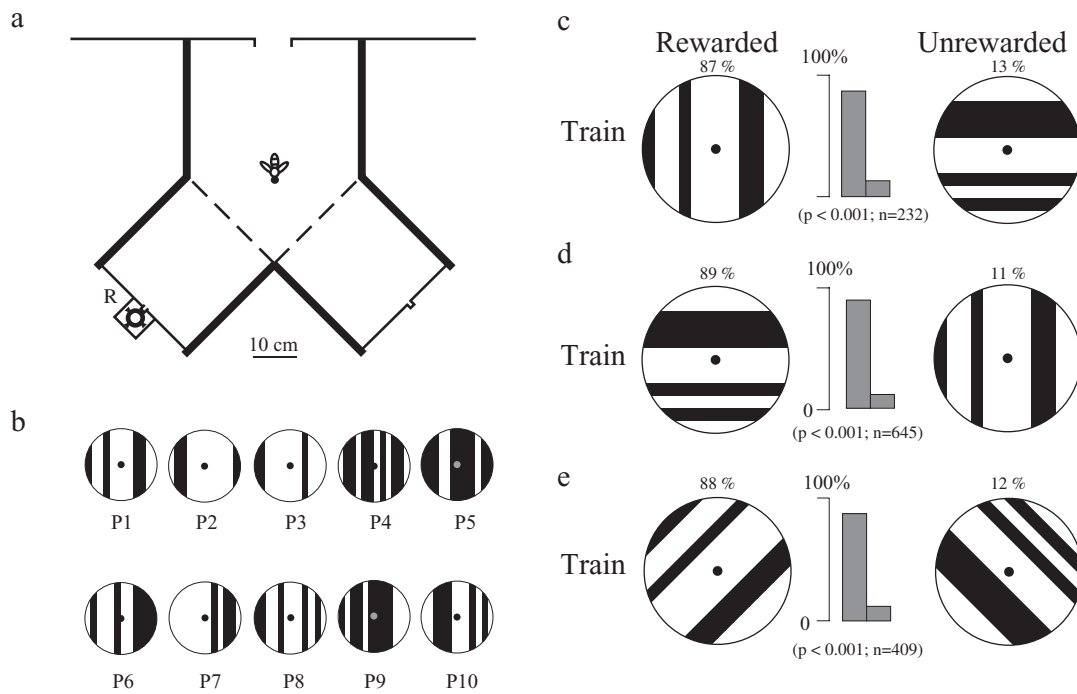 a
R
10 cm
b
P1 P2 P3 P4 P5
P6 P7 P8 P9 P10
c
Rewarded Unrewarded
87 % 100% 13 %
Train
(p < 0.001; n=232)
d
89 % 100% 11 %
Train
0
(p < 0.001; n=645)
e
88 % 100% 12 %
Train
0
(p < 0.001; n=409)